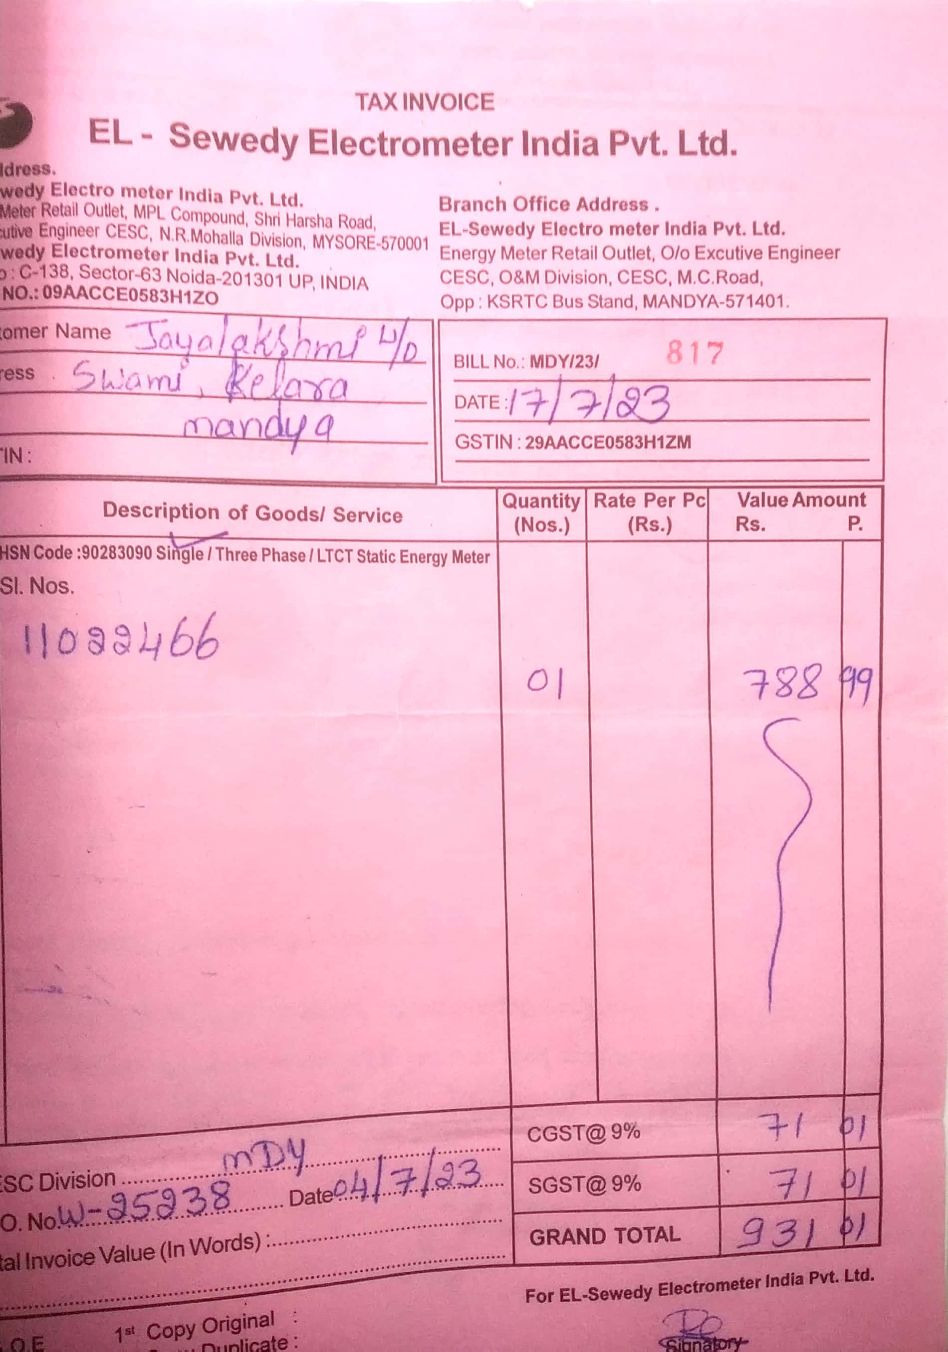 TAX INVOICE
EL - Sewedy Electrometer India Pvt. Ltd.
ddress.
wedy Electro meter India Pvt. Ltd.
Meter Retail Outlet, MPL Compound, Shri Harsha Road,
utive Engineer CESC, N.R.Mohalla Division, MYSORE-570001
wedy Electrometer India Pvt. Ltd.
o : C-138, Sector-63 Noida-201301 UP, INDIA
NO.: 09AACCE0583H1ZO
Branch Office Address .
EL-Sewedy Electro meter India Pvt. Ltd.
Energy Meter Retail Outlet, O/o Excutive Engineer
CESC, O&M Division, CESC, M.C.Road,
Opp : KSRTC Bus Stand, MANDYA-571401.
omer Name Jayalakshmi
ress Swami, Kelara
mandya
TIN :
BILL No.: MDY/23/ 817
DATE : 17/7/23
GSTIN : 29AACCE0583H1ZM
Description of Goods/ Service Quantity (Nos.) Rate Per Pc (Rs.) Value Amount Rs. P.
HSN Code :90283090 Single / Three Phase / LTCT Static Energy Meter
Sl. Nos.
11022466
01 788 99
CGST@ 9% 71 01
SGST@ 9% 71 01
GRAND TOTAL 931 01
ESC Division mDY
O. No. W-25238 Date 04/7/23
tal Invoice Value (In Words) :
For EL-Sewedy Electrometer India Pvt. Ltd.
1st Copy Original :
Duplicate :
O.E
Signatory